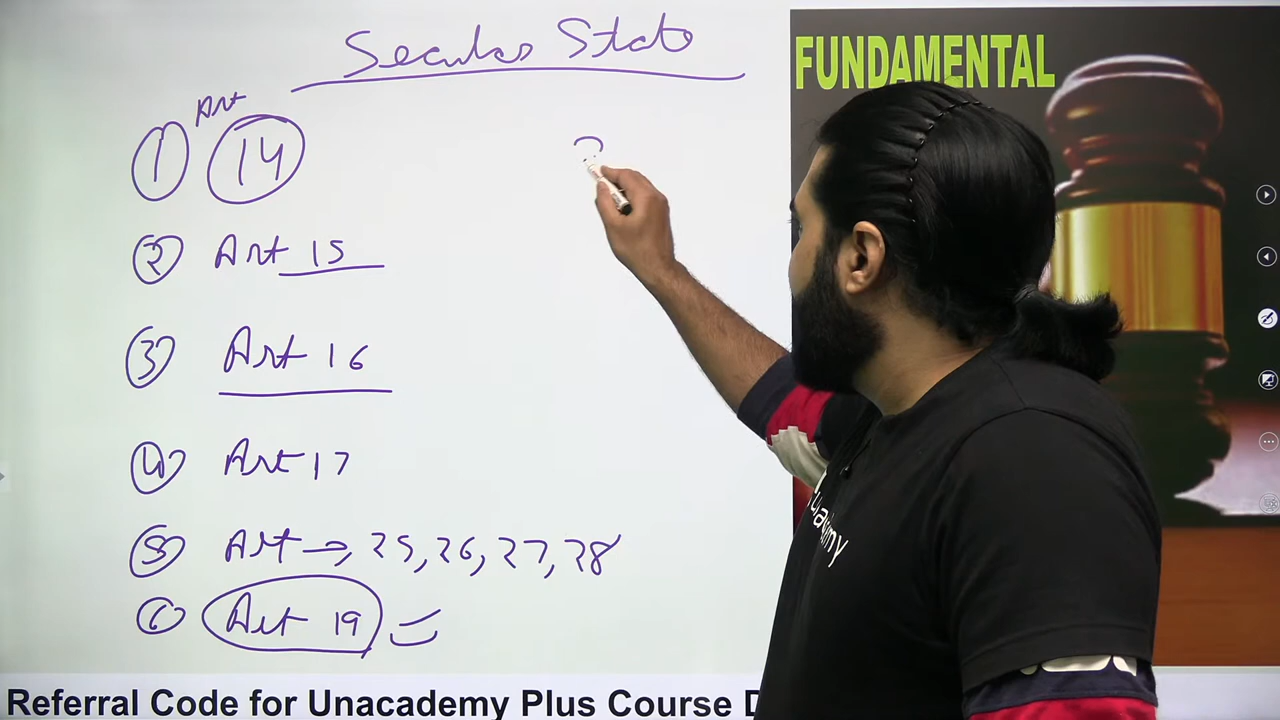 Secular State
FUNDAMENTAL
① Art 14
② Art 15
③ Art 16
④ Art 17
⑤ Art → 25, 26, 27, 28
⑥ Art 19
Referral Code for Unacademy Plus Course D